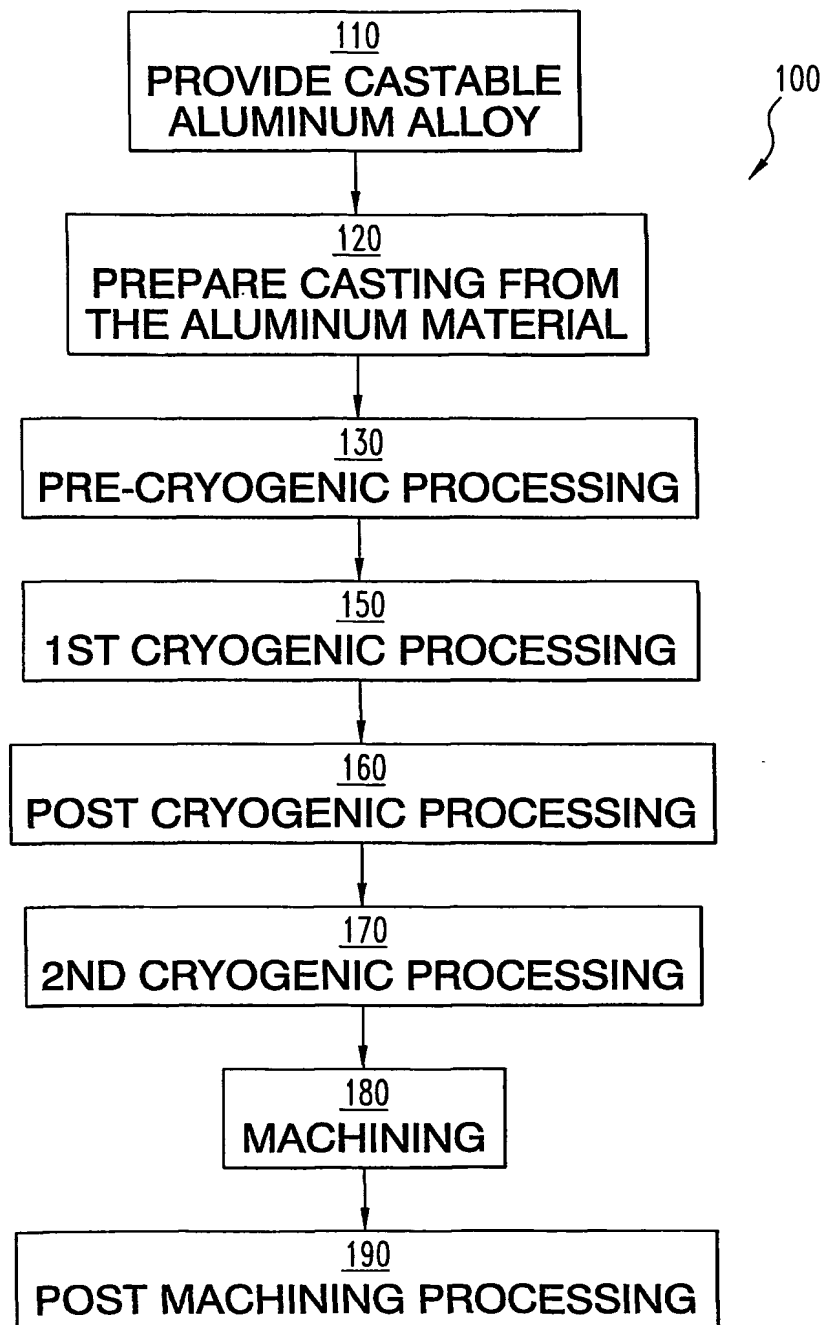 110
PROVIDE CASTABLE
ALUMINUM ALLOY
100
120
PREPARE CASTING FROM
THE ALUMINUM MATERIAL
130
PRE-CRYOGENIC PROCESSING
150
1ST CRYOGENIC PROCESSING
160
POST CRYOGENIC PROCESSING
170
2ND CRYOGENIC PROCESSING
180
MACHINING
190
POST MACHINING PROCESSING